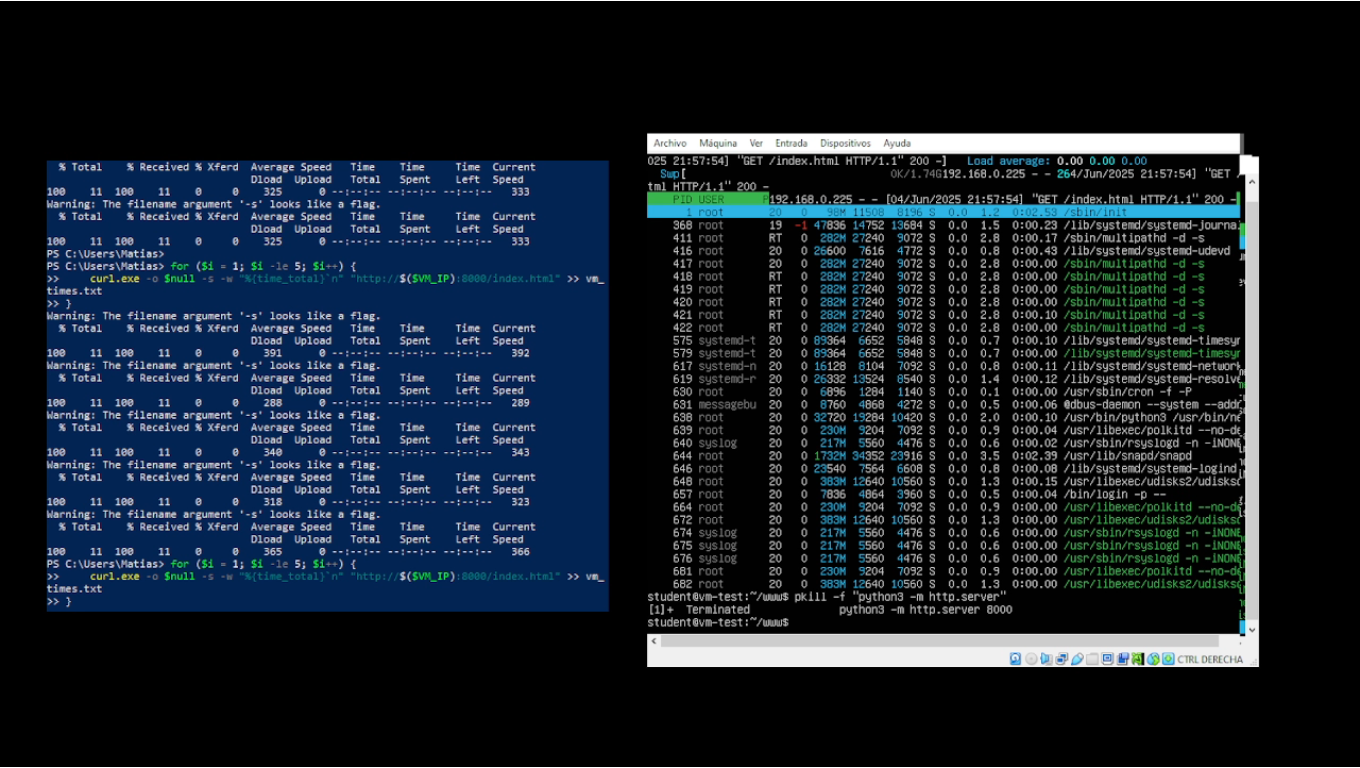 % Total    % Received % Xferd  Average Speed   Time    Time     Time  Current
Dload  Upload   Total   Spent    Left  Speed
100    11  100    11    0     0    325      0 --:--:-- --:--:-- --:--:--   333
Warning: The filename argument '-s' looks like a flag.
% Total    % Received % Xferd  Average Speed   Time    Time     Time  Current
Dload  Upload   Total   Spent    Left  Speed
100    11  100    11    0     0    325      0 --:--:-- --:--:-- --:--:--   333
PS C:\Users\Matias>
PS C:\Users\Matias> for ($i = 1; $i -le 5; $i++) {
>>     curl.exe -o $null -s -w "%{time_total}`n" "http://$($VM_IP):8000/index.html" >> vm_
times.txt
>> }
Warning: The filename argument '-s' looks like a flag.
% Total    % Received % Xferd  Average Speed   Time    Time     Time  Current
Dload  Upload   Total   Spent    Left  Speed
100    11  100    11    0     0    391      0 --:--:-- --:--:-- --:--:--   392
Warning: The filename argument '-s' looks like a flag.
% Total    % Received % Xferd  Average Speed   Time    Time     Time  Current
Dload  Upload   Total   Spent    Left  Speed
100    11  100    11    0     0    288      0 --:--:-- --:--:-- --:--:--   289
Warning: The filename argument '-s' looks like a flag.
% Total    % Received % Xferd  Average Speed   Time    Time     Time  Current
Dload  Upload   Total   Spent    Left  Speed
100    11  100    11    0     0    340      0 --:--:-- --:--:-- --:--:--   343
Warning: The filename argument '-s' looks like a flag.
% Total    % Received % Xferd  Average Speed   Time    Time     Time  Current
Dload  Upload   Total   Spent    Left  Speed
100    11  100    11    0     0    318      0 --:--:-- --:--:-- --:--:--   323
Warning: The filename argument '-s' looks like a flag.
% Total    % Received % Xferd  Average Speed   Time    Time     Time  Current
Dload  Upload   Total   Spent    Left  Speed
100    11  100    11    0     0    365      0 --:--:-- --:--:-- --:--:--   366
PS C:\Users\Matias> for ($i = 1; $i -le 5; $i++) {
>>     curl.exe -o $null -s -w "%{time_total}`n" "http://$($VM_IP):8000/index.html" >> vm_
times.txt
>> }
Archivo   Máquina   Ver   Entrada   Dispositivos   Ayuda
025 21:57:54] "GET /index.html HTTP/1.1" 200 -]   Load average: 0.00 0.00 0.00
Swp[                                0K/1.74G192.168.0.225 - - 264/Jun/2025 21:57:54] "GET /
tml HTTP/1.1" 200 -
PID USER      P192.168.0.225 - - [04/Jun/2025 21:57:54] "GET /index.html HTTP/1.1" 200 -
1 root       20   0   98M 11508  8196 S   0.0  1.2  0:02.53 /sbin/init
368 root       19  -1 47836 14752 13684 S   0.0  1.5  0:00.23 /lib/systemd/systemd-journa
411 root       RT   0  282M 27240  9072 S   0.0  2.8  0:00.17 /sbin/multipathd -d -s
416 root       20   0 26600  7616  4772 S   0.0  0.8  0:00.43 /lib/systemd/systemd-udevd
417 root       RT   0  282M 27240  9072 S   0.0  2.8  0:00.00 /sbin/multipathd -d -s
418 root       RT   0  282M 27240  9072 S   0.0  2.8  0:00.00 /sbin/multipathd -d -s
419 root       RT   0  282M 27240  9072 S   0.0  2.8  0:00.00 /sbin/multipathd -d -s
420 root       RT   0  282M 27240  9072 S   0.0  2.8  0:00.00 /sbin/multipathd -d -s
421 root       RT   0  282M 27240  9072 S   0.0  2.8  0:00.10 /sbin/multipathd -d -s
422 root       RT   0  282M 27240  9072 S   0.0  2.8  0:00.00 /sbin/multipathd -d -s
575 systemd-t  20   0 89364  6652  5848 S   0.0  0.7  0:00.10 /lib/systemd/systemd-timesyn
579 systemd-t  20   0 89364  6652  5848 S   0.0  0.7  0:00.00 /lib/systemd/systemd-timesyn
617 systemd-n  20   0 16128  8104  7092 S   0.0  0.8  0:00.11 /lib/systemd/systemd-network
619 systemd-r  20   0 26332 13524  8540 S   0.0  1.4  0:00.12 /lib/systemd/systemd-resolve
630 root       20   0  6896  1284  1140 S   0.0  0.1  0:00.00 /usr/sbin/cron -f -P
631 messagebu  20   0  8760  4868  4272 S   0.0  0.5  0:00.06 @dbus-daemon --system --addr
638 root       20   0 32720 19284 10420 S   0.0  2.0  0:00.10 /usr/bin/python3 /usr/bin/ne
639 root       20   0  230M  9204  7092 S   0.0  0.9  0:00.04 /usr/libexec/polkitd --no-de
640 syslog     20   0  217M  5560  4476 S   0.0  0.6  0:00.02 /usr/sbin/rsyslogd -n -iNONE
644 root       20   0 1732M 34352 23916 S   0.0  3.5  0:02.39 /usr/lib/snapd/snapd
646 root       20   0 23540  7564  6608 S   0.0  0.8  0:00.08 /lib/systemd/systemd-logind
648 root       20   0  383M 12640 10560 S   0.0  1.3  0:00.15 /usr/libexec/udisks2/udisksd
657 root       20   0  7836  4864  3960 S   0.0  0.5  0:00.04 /bin/login -p --
664 root       20   0  230M  9204  7092 S   0.0  0.9  0:00.00 /usr/libexec/polkitd --no-de
672 root       20   0  383M 12640 10560 S   0.0  1.3  0:00.00 /usr/libexec/udisks2/udisksd
674 syslog     20   0  217M  5560  4476 S   0.0  0.6  0:00.00 /usr/sbin/rsyslogd -n -iNONE
675 syslog     20   0  217M  5560  4476 S   0.0  0.6  0:00.00 /usr/sbin/rsyslogd -n -iNONE
676 syslog     20   0  217M  5560  4476 S   0.0  0.6  0:00.00 /usr/sbin/rsyslogd -n -iNONE
681 root       20   0  230M  9204  7092 S   0.0  0.9  0:00.00 /usr/libexec/polkitd --no-de
682 root       20   0  383M 12640 10560 S   0.0  1.3  0:00.00 /usr/libexec/udisks2/udisksd
student@vm-test:~/www$ pkill -f "python3 -m http.server"
[1]+  Terminated              python3 -m http.server 8000
student@vm-test:~/www$
CTRL DERECHA